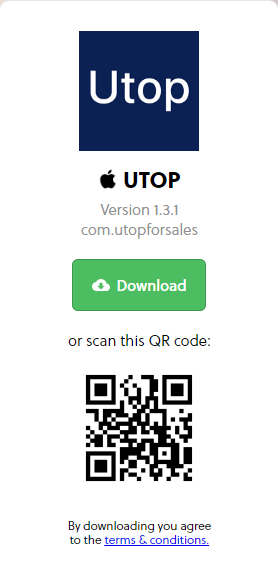 Utop
UTOP
Version 1.3.1
com.utopforsales
Download
or scan this QR code:
By downloading you agree
to the terms & conditions.